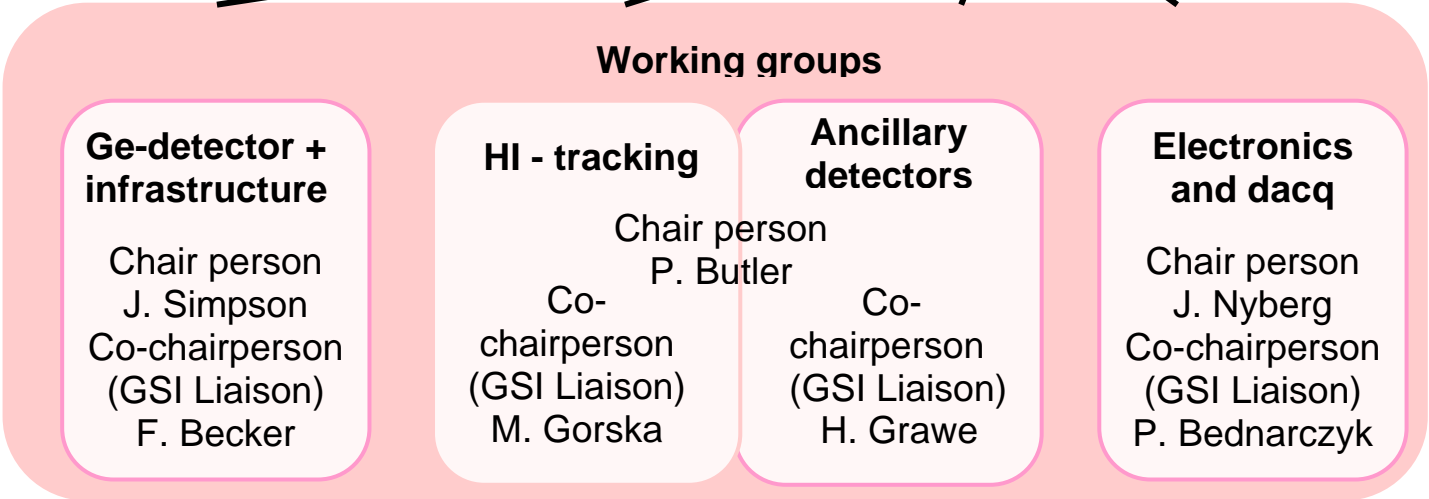 Working groups
Ge-detector +
infrastructure
Chair person
J. Simpson
Co-chairperson
(GSI Liaison)
F. Becker
HI - tracking
Ancillary
detectors
Chair person
P. Butler
Co-
chairperson
(GSI Liaison)
M. Gorska
Co-
chairperson
(GSI Liaison)
H. Grawe
Electronics
and dacq
Chair person
J. Nyberg
Co-chairperson
(GSI Liaison)
P. Bednarczyk